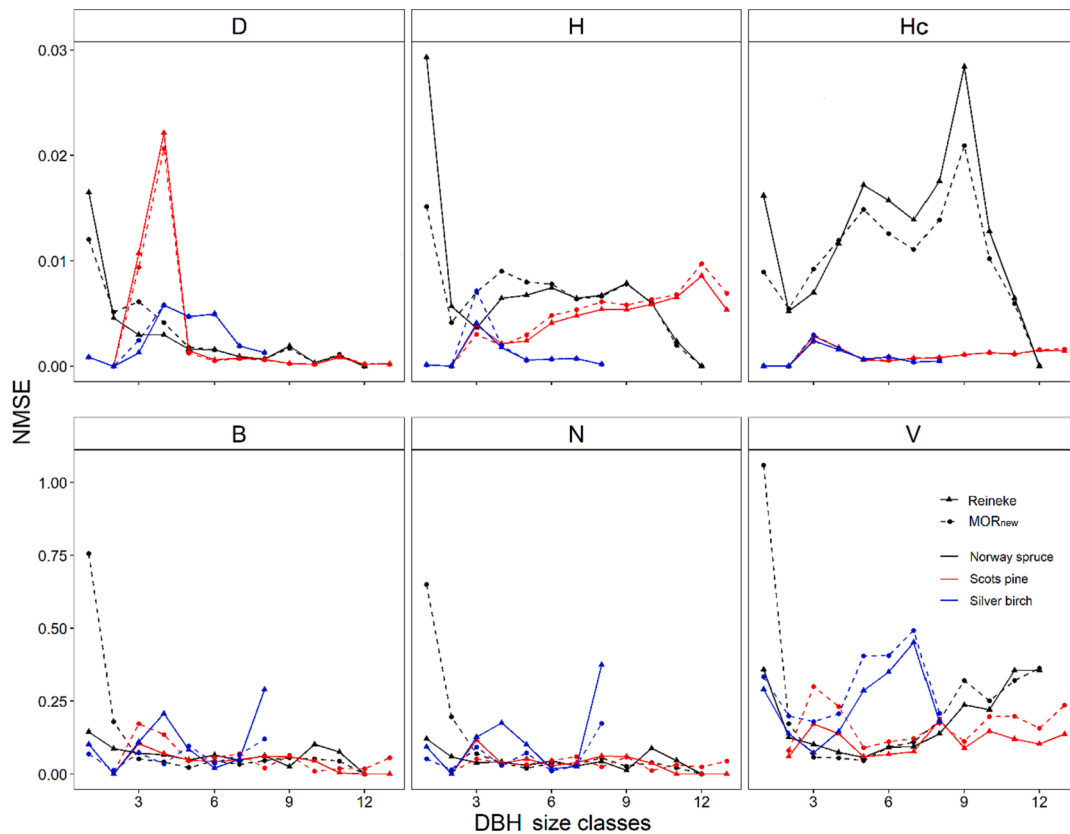 D H Hc
0.03
0.02
0.01
0.00
NMSE
B N V
1.00
0.75
0.50
0.25
0.00
Reineke
MORnew
Norway spruce
Scots pine
Silver birch
3 6 9 12 3 6 9 12 3 6 9 12
DBH size classes